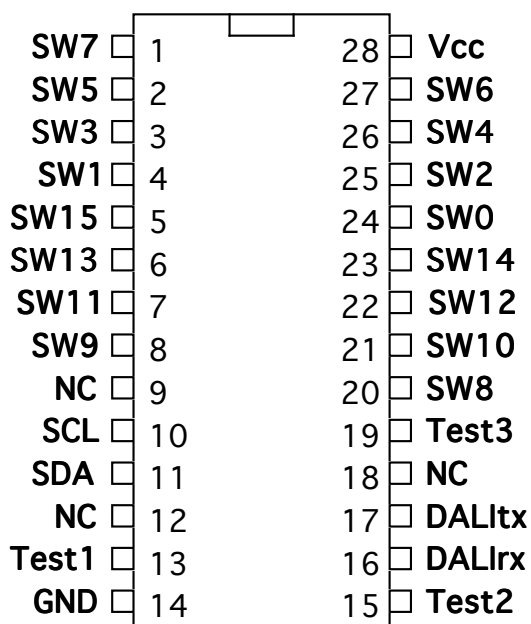 SW7 1 28 Vcc
SW5 2 27 SW6
SW3 3 26 SW4
SW1 4 25 SW2
SW15 5 24 SW0
SW13 6 23 SW14
SW11 7 22 SW12
SW9 8 21 SW10
NC 9 20 SW8
SCL 10 19 Test3
SDA 11 18 NC
NC 12 17 DALItx
Test1 13 16 DALIrx
GND 14 15 Test2